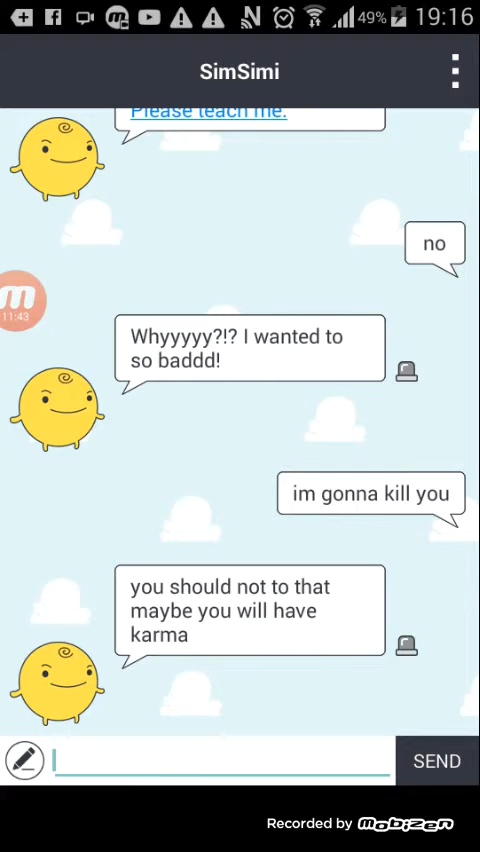 49% 19:16
SimSimi
Please teach me.
no
11:43
Whyyyyy?!? I wanted to
so baddd!
im gonna kill you
you should not to that
maybe you will have
karma
SEND
Recorded by MOBIZEN